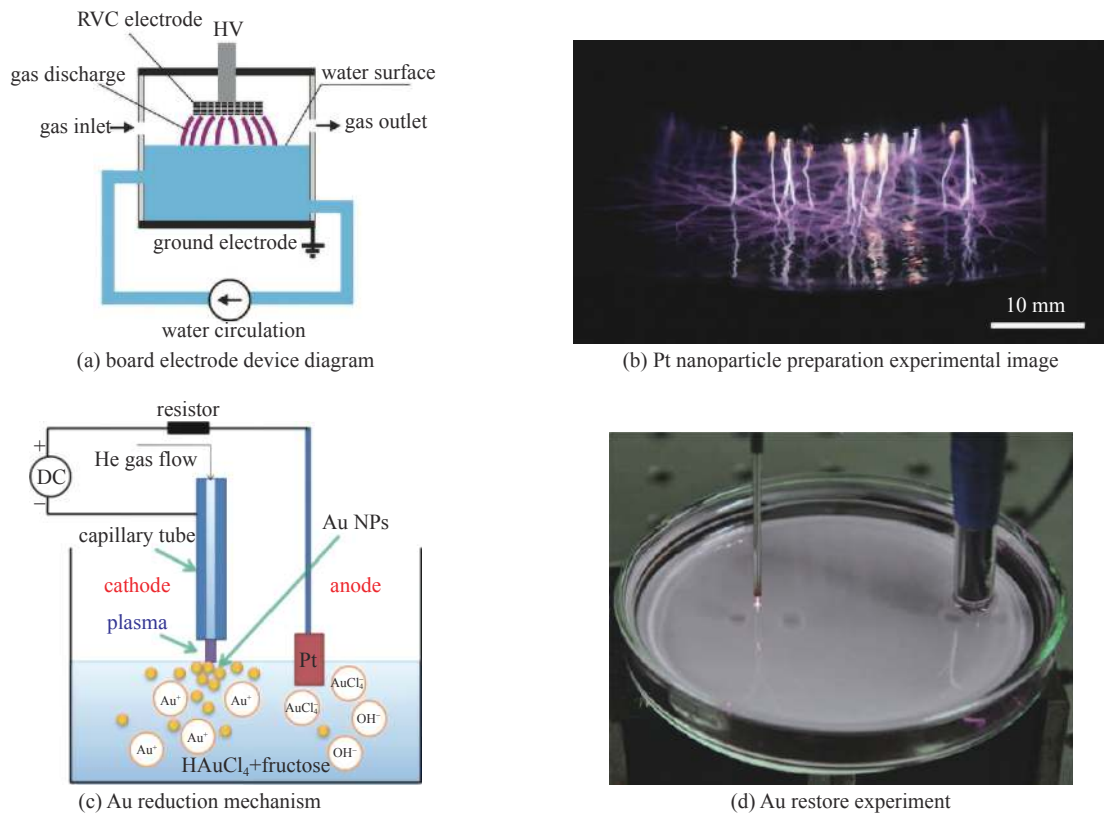 RVC electrode
HV
gas discharge
water surface
gas inlet
gas outlet
ground electrode
water circulation
(a) board electrode device diagram
10 mm
(b) Pt nanoparticle preparation experimental image
resistor
+
He gas flow
DC
−
Au NPs
capillary tube
cathode
anode
plasma
Pt
AuCl₄⁻
Au⁺
Au⁺
AuCl₄⁻
OH⁻
Au⁺
Au⁺
OH⁻
HAuCl₄+fructose
(c) Au reduction mechanism
(d) Au restore experiment